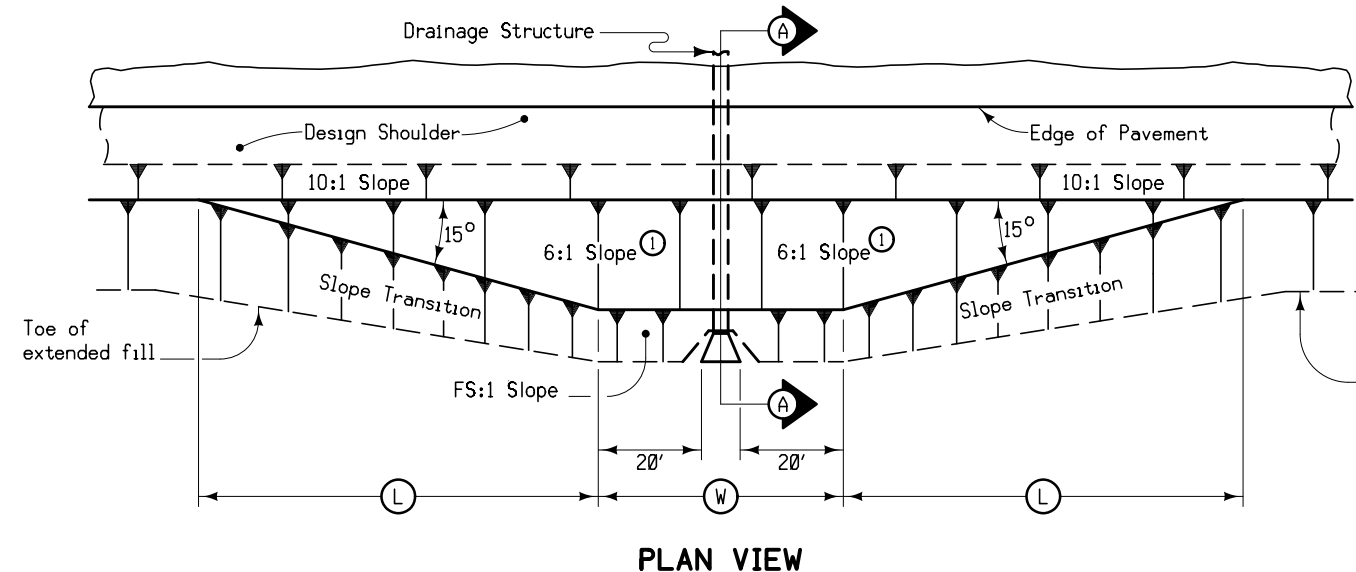 Drainage Structure
A
Design Shoulder
Edge of Pavement
10:1 Slope
10:1 Slope
15°
6:1 Slope 1
6:1 Slope 1
15°
Slope Transition
Slope Transition
Toe of
extended fill
FS:1 Slope
A
20'
20'
L
W
L
PLAN VIEW